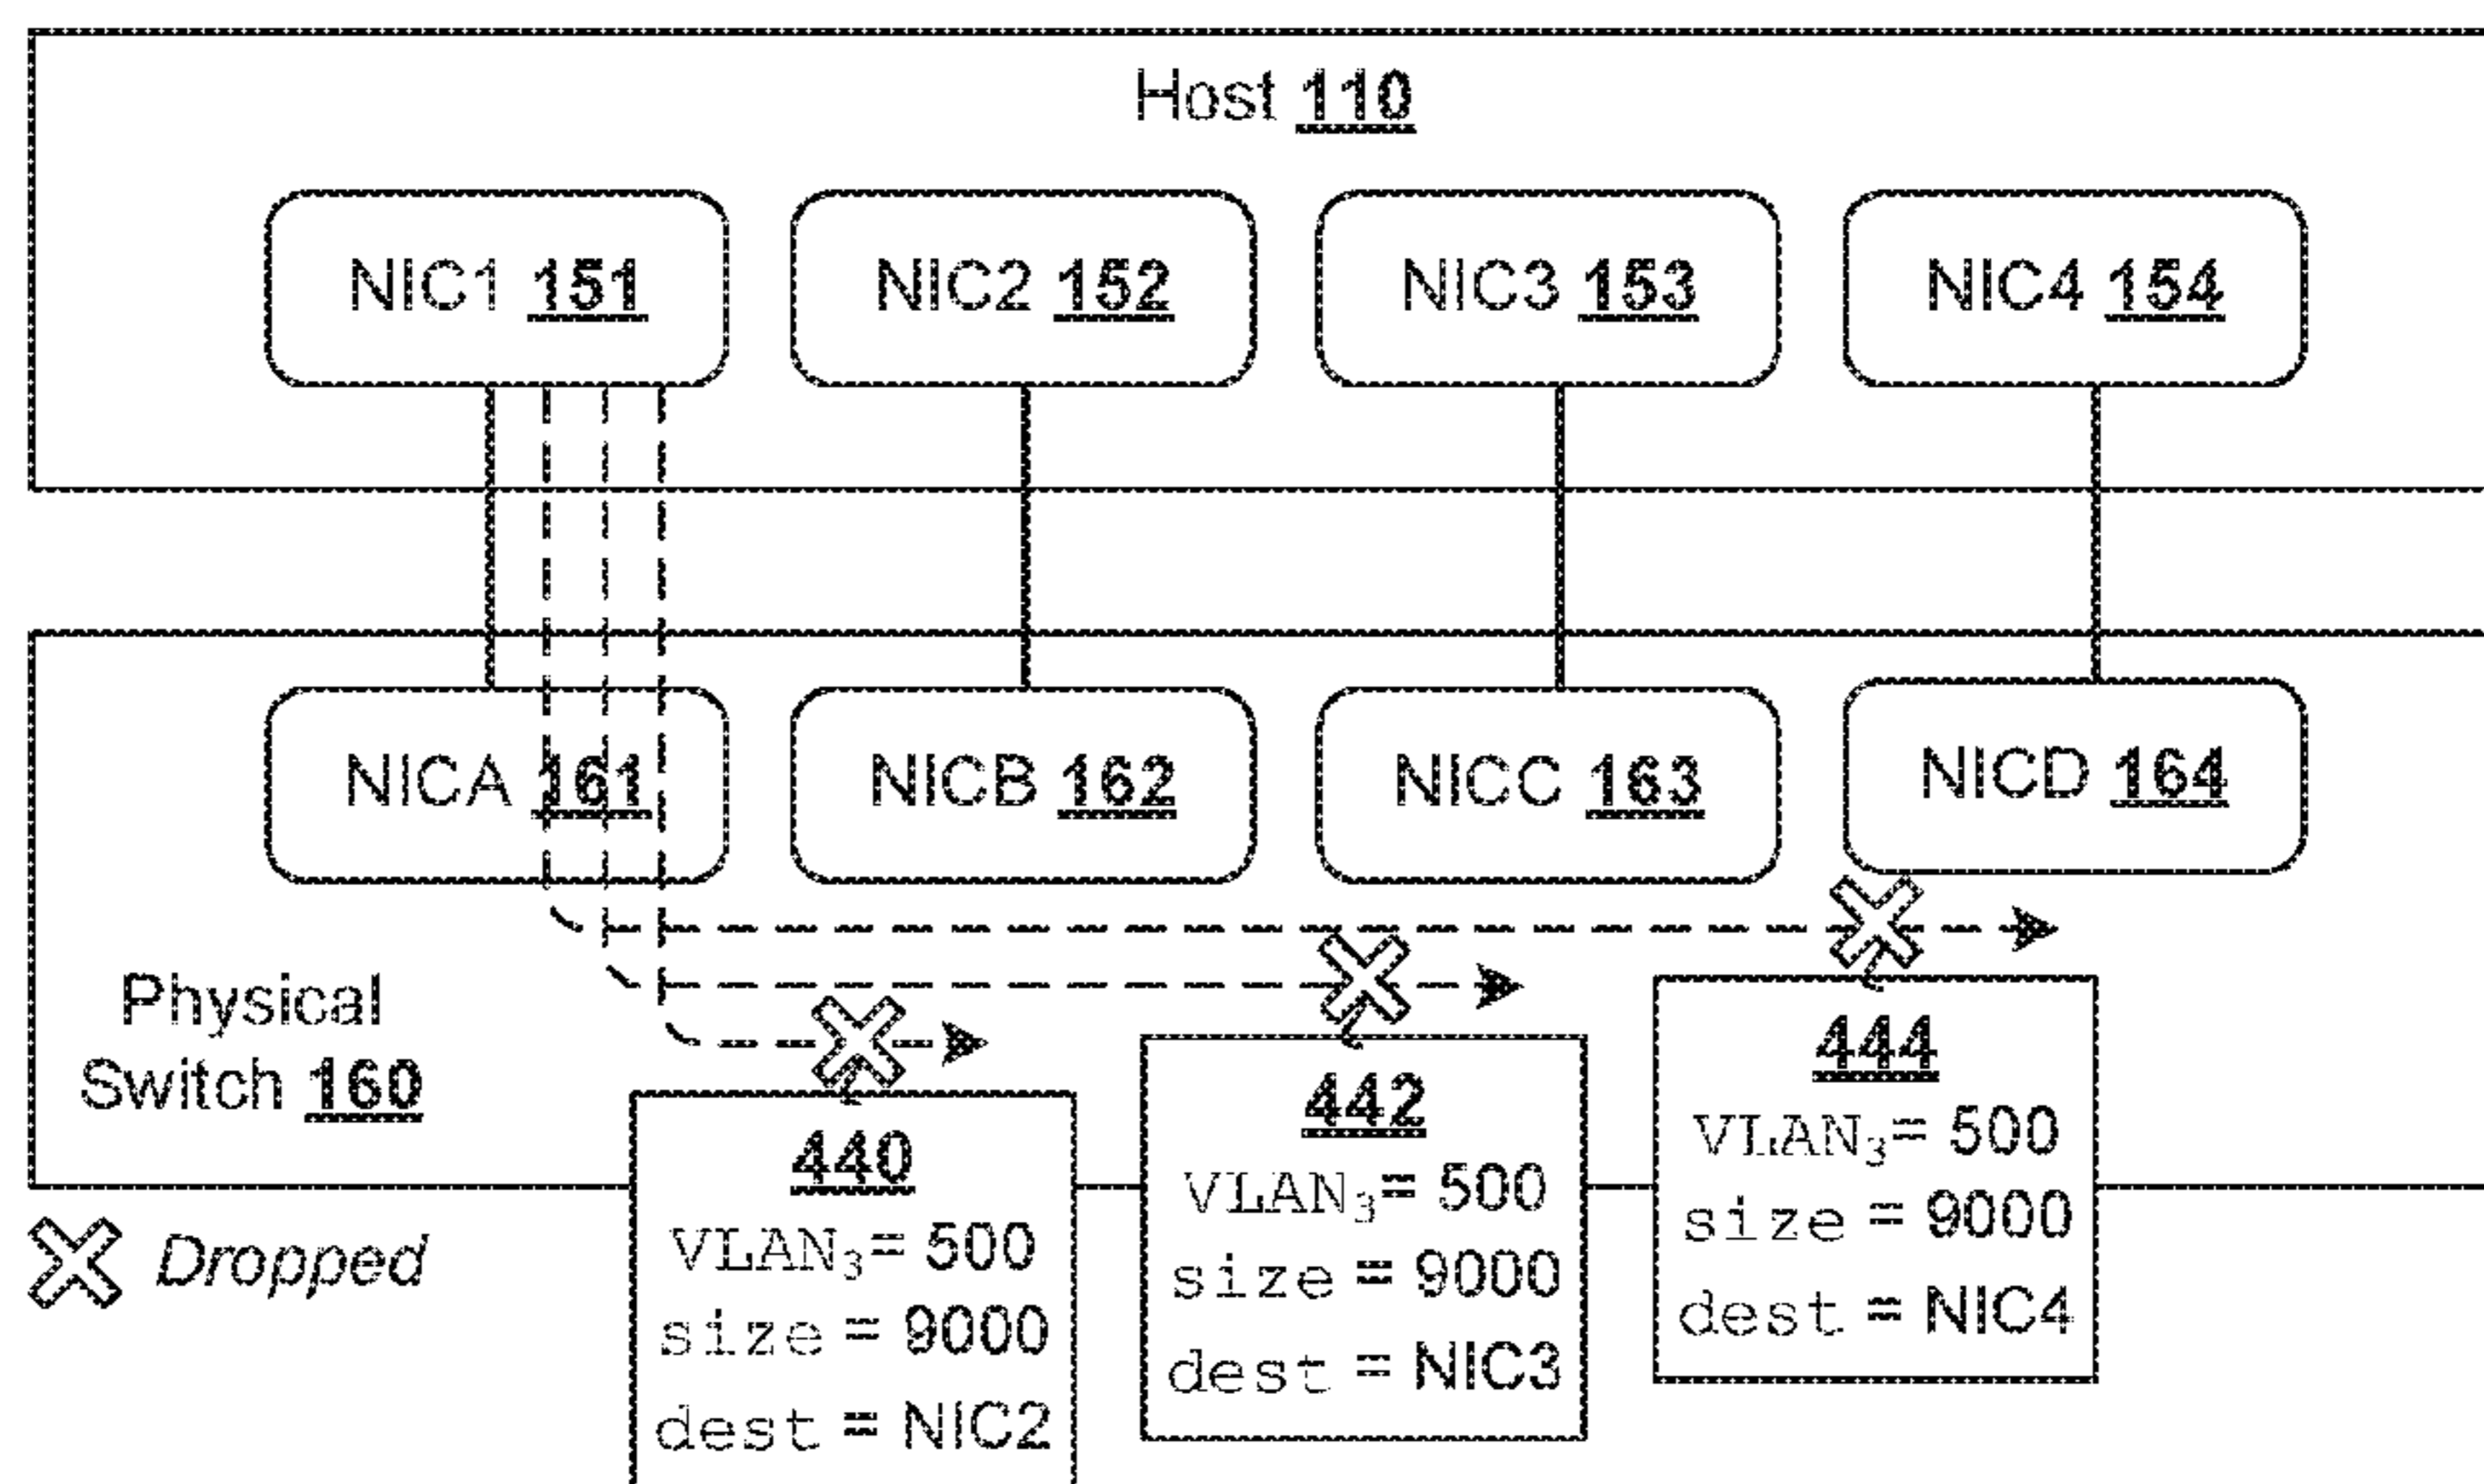 Host 110
NIC1 151
NIC2 152
NIC3 153
NIC4 154
NICA 161
NICB 162
NICC 163
NICD 164
Physical
Switch 160
440
VLAN₃= 500
size = 9000
dest = NIC2
442
VLAN₃= 500
size = 9000
dest = NIC3
444
VLAN₃= 500
size = 9000
dest = NIC4
Dropped